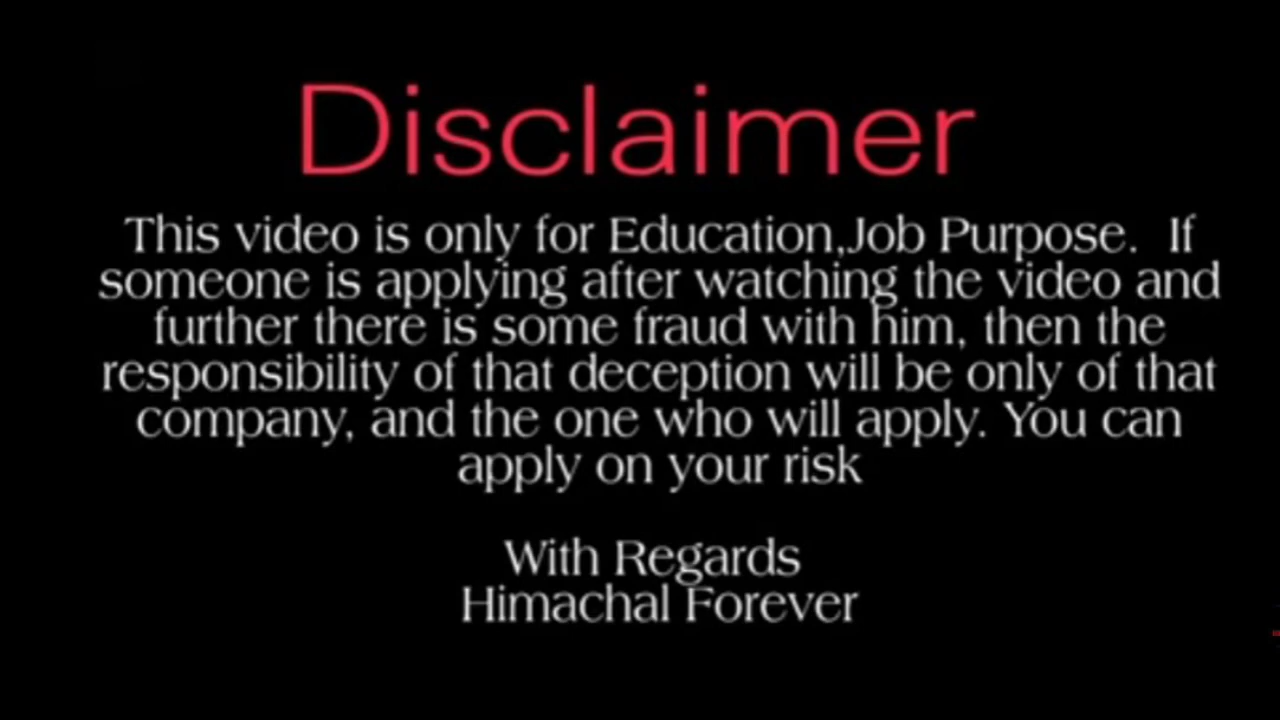 Disclaimer
This video is only for Education,Job Purpose.  If
someone is applying after watching the video and
further there is some fraud with him, then the
responsibility of that deception will be only of that
company, and the one who will apply. You can
apply on your risk
With Regards
Himachal Forever